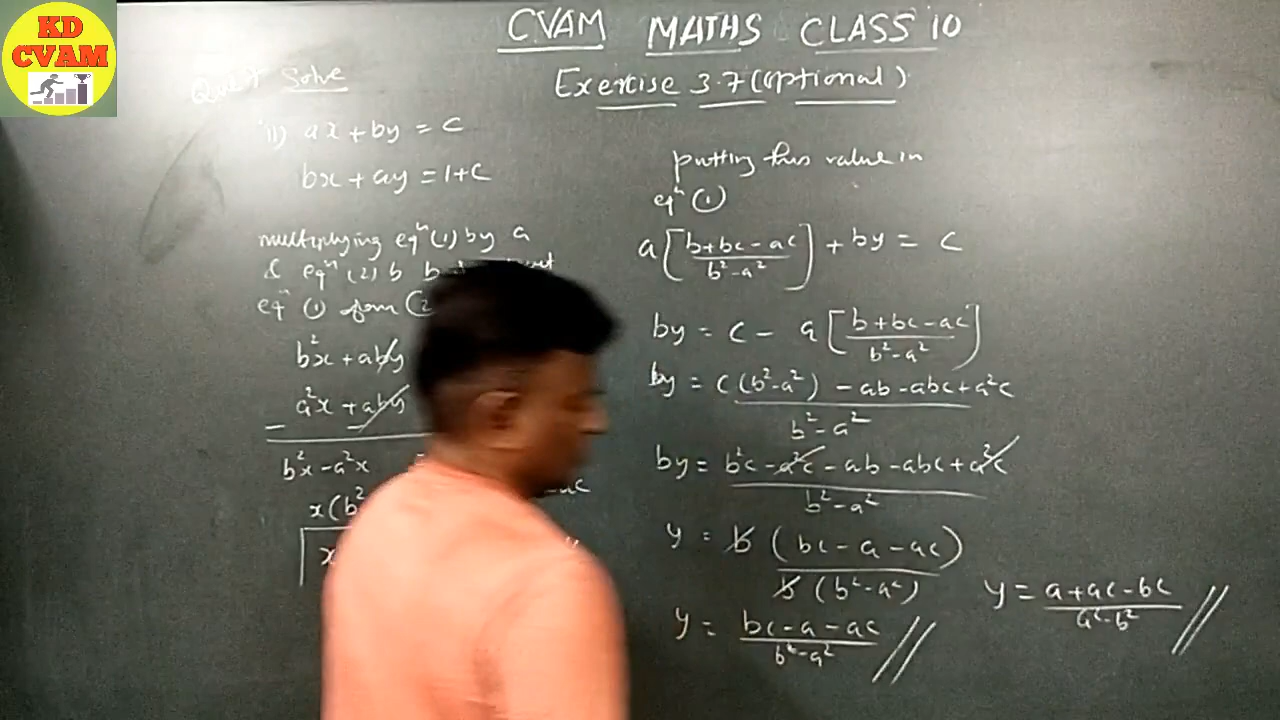 KD
CVAM
CVAM MATHS CLASS 10
Exercise 3.7 (optional)
Quest Solve
ii) ax + by = c
bx + ay = 1+c
multiplying eqⁿ (1) by a
& eqⁿ (2) b
eqⁿ (1) from (2
b²x + aby
a²x + aby
b²x - a²x
x(b²
x
- ac
putting this value in
eqⁿ (1)
a[(b+bc-ac)/(b²-a²)] + by = c
by = c - a[(b+bc-ac)/(b²-a²)]
by = (c(b²-a²) - ab - abc + a²c)/(b²-a²)
by = (b²c - a²c - ab - abc + a²c)/(b²-a²)
y = b(bc-a-ac)/b(b²-a²)
y = (bc-a-ac)/(b²-a²)
y = (a+ac-bc)/(a²-b²)